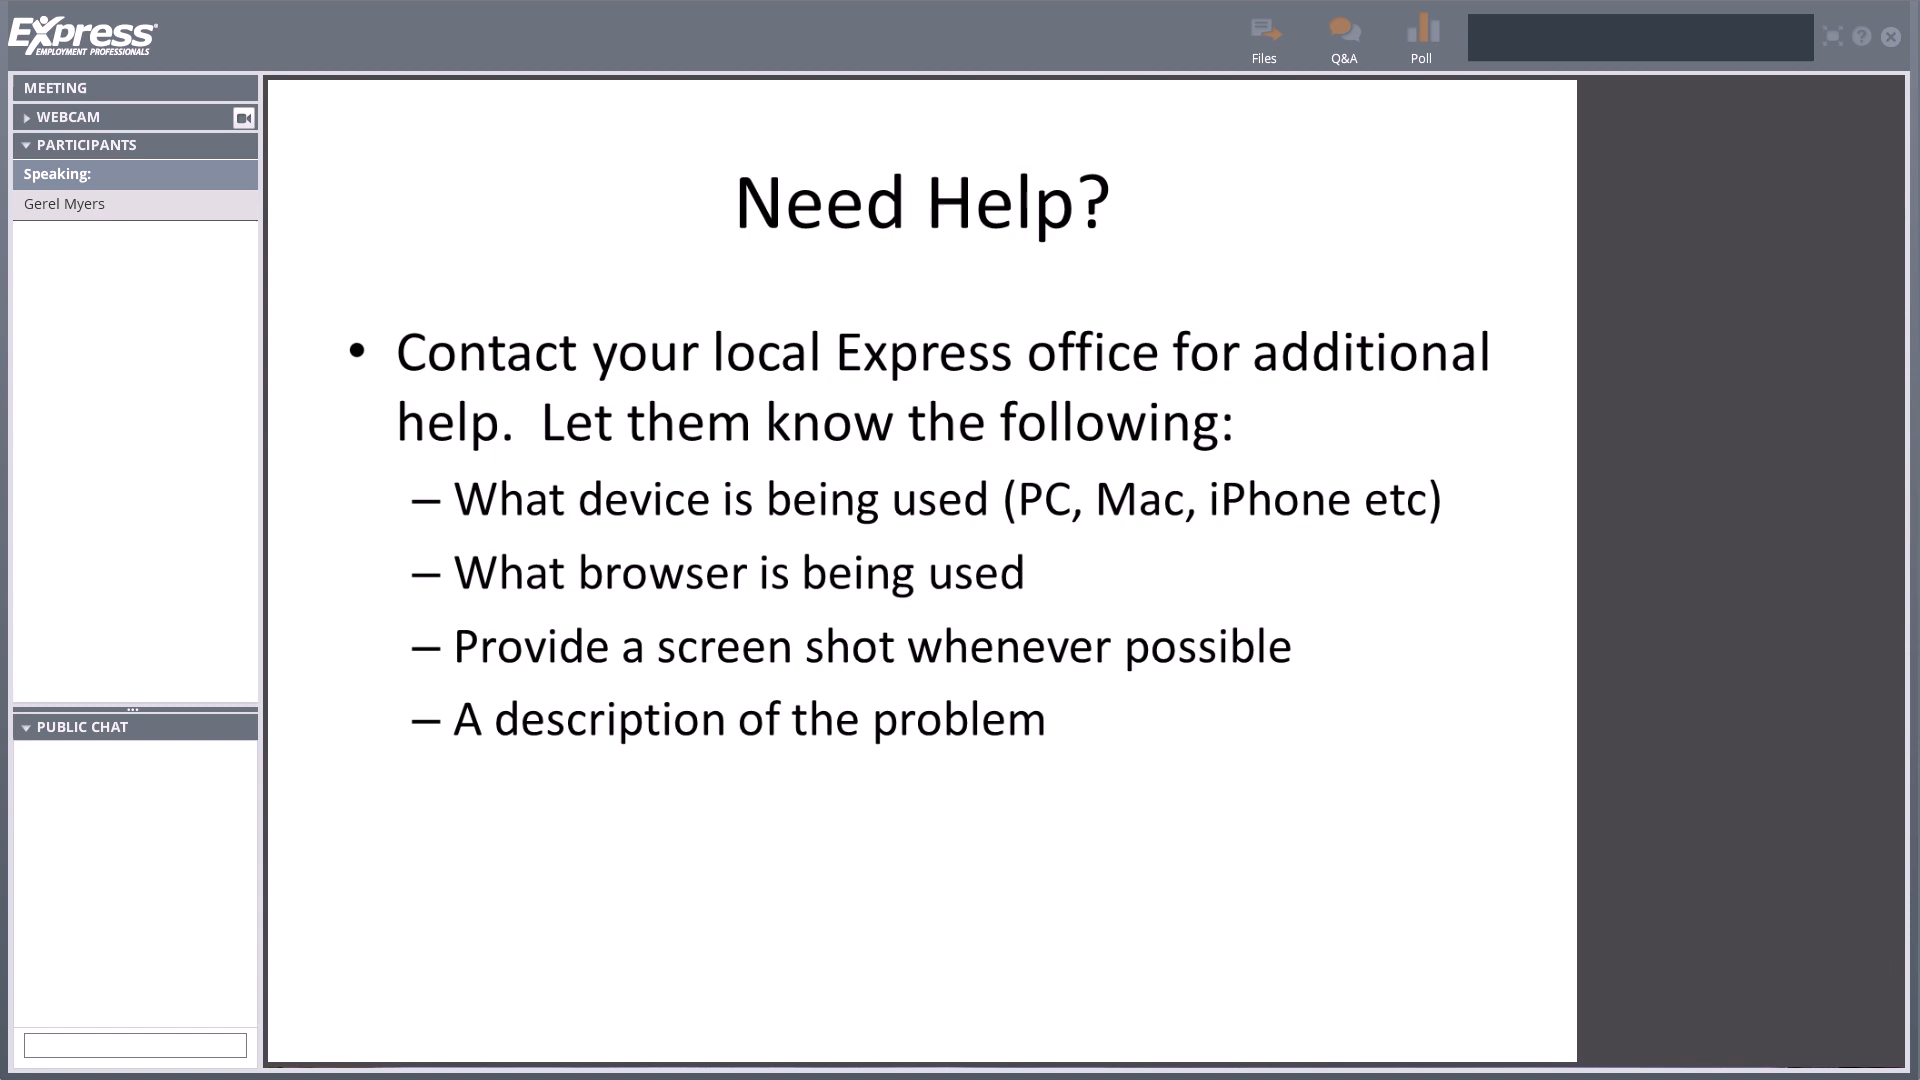 Express
EMPLOYMENT PROFESSIONALS
Files
Q&A
Poll
MEETING
WEBCAM
PARTICIPANTS
Speaking:
Gerel Myers
PUBLIC CHAT
Need Help?
• Contact your local Express office for additional
help.  Let them know the following:
– What device is being used (PC, Mac, iPhone etc)
– What browser is being used
– Provide a screen shot whenever possible
– A description of the problem